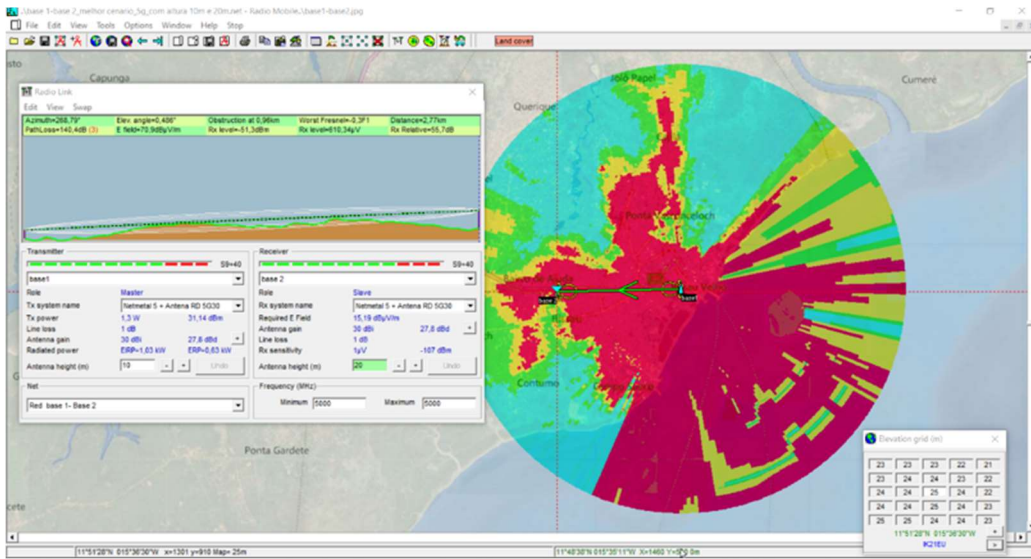 .\base 1-base 2_melhor cenario_5g_com altura 10m e 20m.net - Radio Mobile.\base1-base2.jpg
File Edit View Tools Options Window Help Stop
Land cover
Capunga
João Papel
Cumeré
Querique
Radio Link
Edit View Swap
Azimuth=268,79° Elev. angle=0,486° Obstruction at 0,96km Worst Fresnel=-0,3F1 Distance=2,77km
PathLoss=140,4dB (3) E field=70,9dBµV/m Rx level=-51,3dBm Rx level=610,34µV Rx Relative=55,7dB
Transmitter Receiver
S9+40 S9+40
base1 base 2
Role Master Role Slave
Tx system name Netmetal 5 + Antena RD 5G30 Rx system name Netmetal 5 + Antena RD 5G30
Tx power 1,3 W 31,14 dBm Required E Field 15,19 dBµV/m
Line loss 1 dB Antenna gain 30 dBi 27,8 dBd +
Antenna gain 30 dBi 27,8 dBd + Line loss 1 dB
Radiated power EIRP=1,03 kW ERP=0,63 kW Rx sensitivity 1µV -107 dBm
Antenna height (m) 10 - + Undo Antenna height (m) 20 - + Undo
Net Frequency (MHz)
Red base 1- Base 2 Minimum 5000 Maximum 5000
base
base1
Contumo
Ponta Gardete
Elevation grid (m)
23 23 23 22 21
23 24 24 23 22
24 24 25 24 22
24 24 25 24 23
25 25 24 24 23
11°51'28"N 015°36'30"W
IK21EU
11°51'28"N 015°36'30"W x=1301 y=910 Map= 25m
11°48'38"N 015°35'11"W X=1460